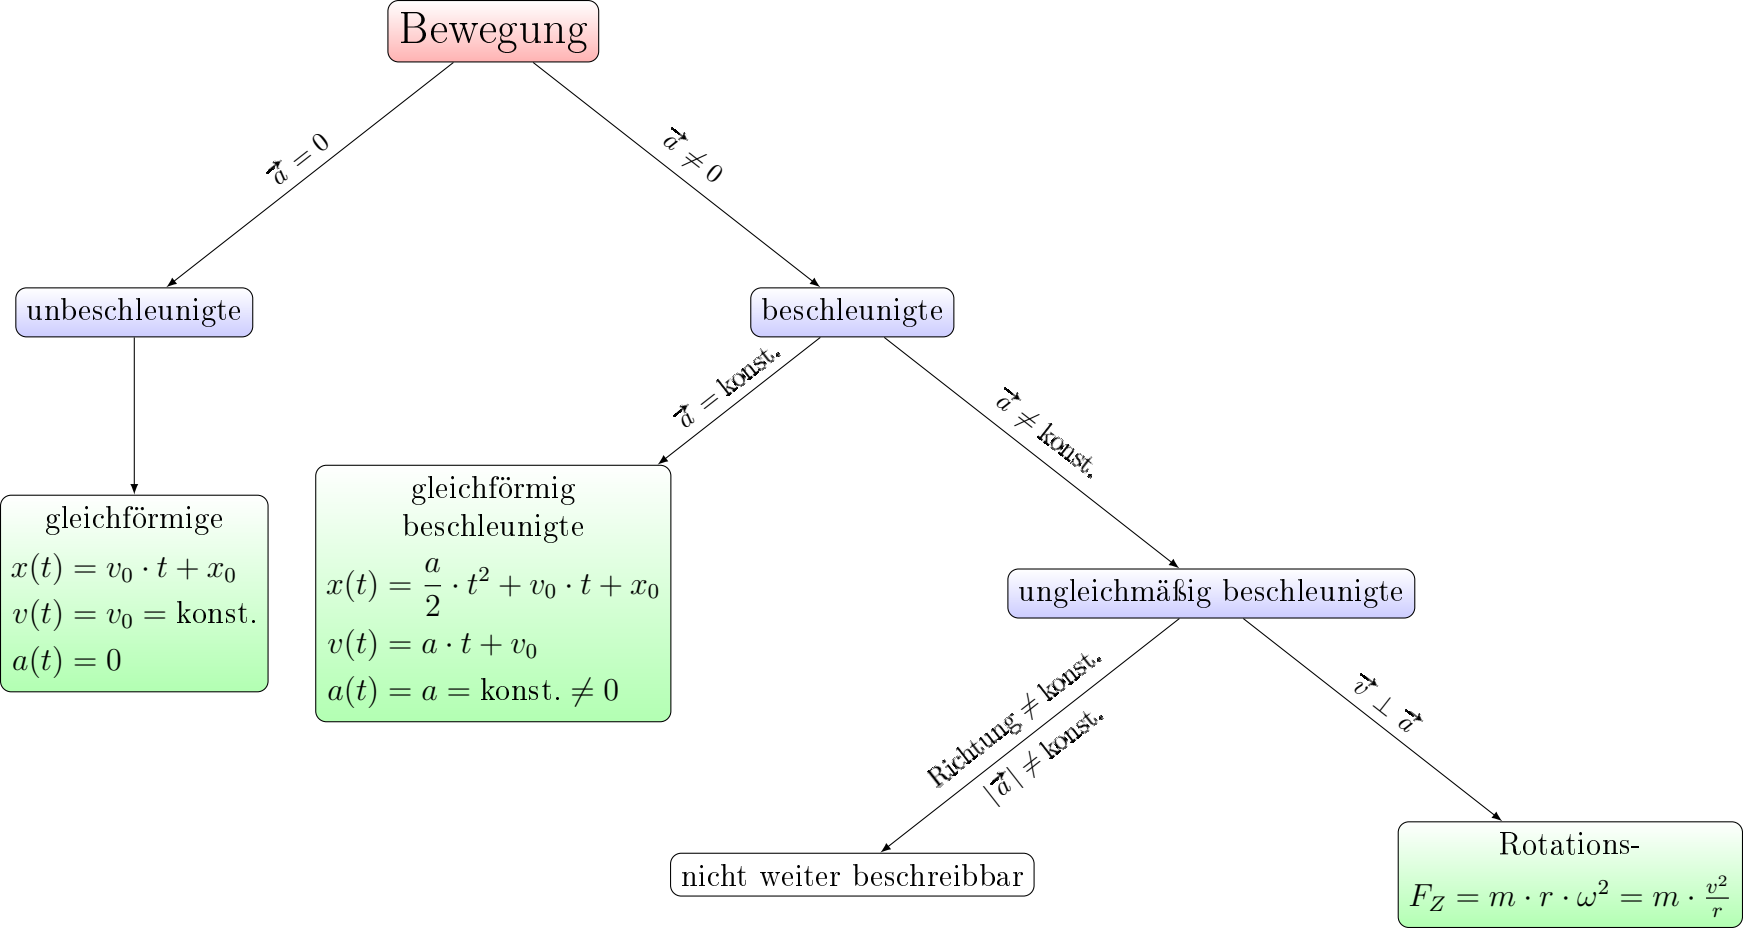 Bewegung
a⃗ = 0
a⃗ ≠ 0
unbeschleunigte
beschleunigte
a⃗ = konst.
a⃗ ≠ konst.
gleichförmige
x(t) = v₀ · t + x₀
v(t) = v₀ = konst.
a(t) = 0
gleichförmig
beschleunigte
x(t) = a/2 · t² + v₀ · t + x₀
v(t) = a · t + v₀
a(t) = a = konst. ≠ 0
ungleichmäßig beschleunigte
Richtung ≠ konst.
|a⃗| ≠ konst.
v⃗ ⊥ a⃗
nicht weiter beschreibbar
Rotations-
F_Z = m · r · ω² = m · v²/r